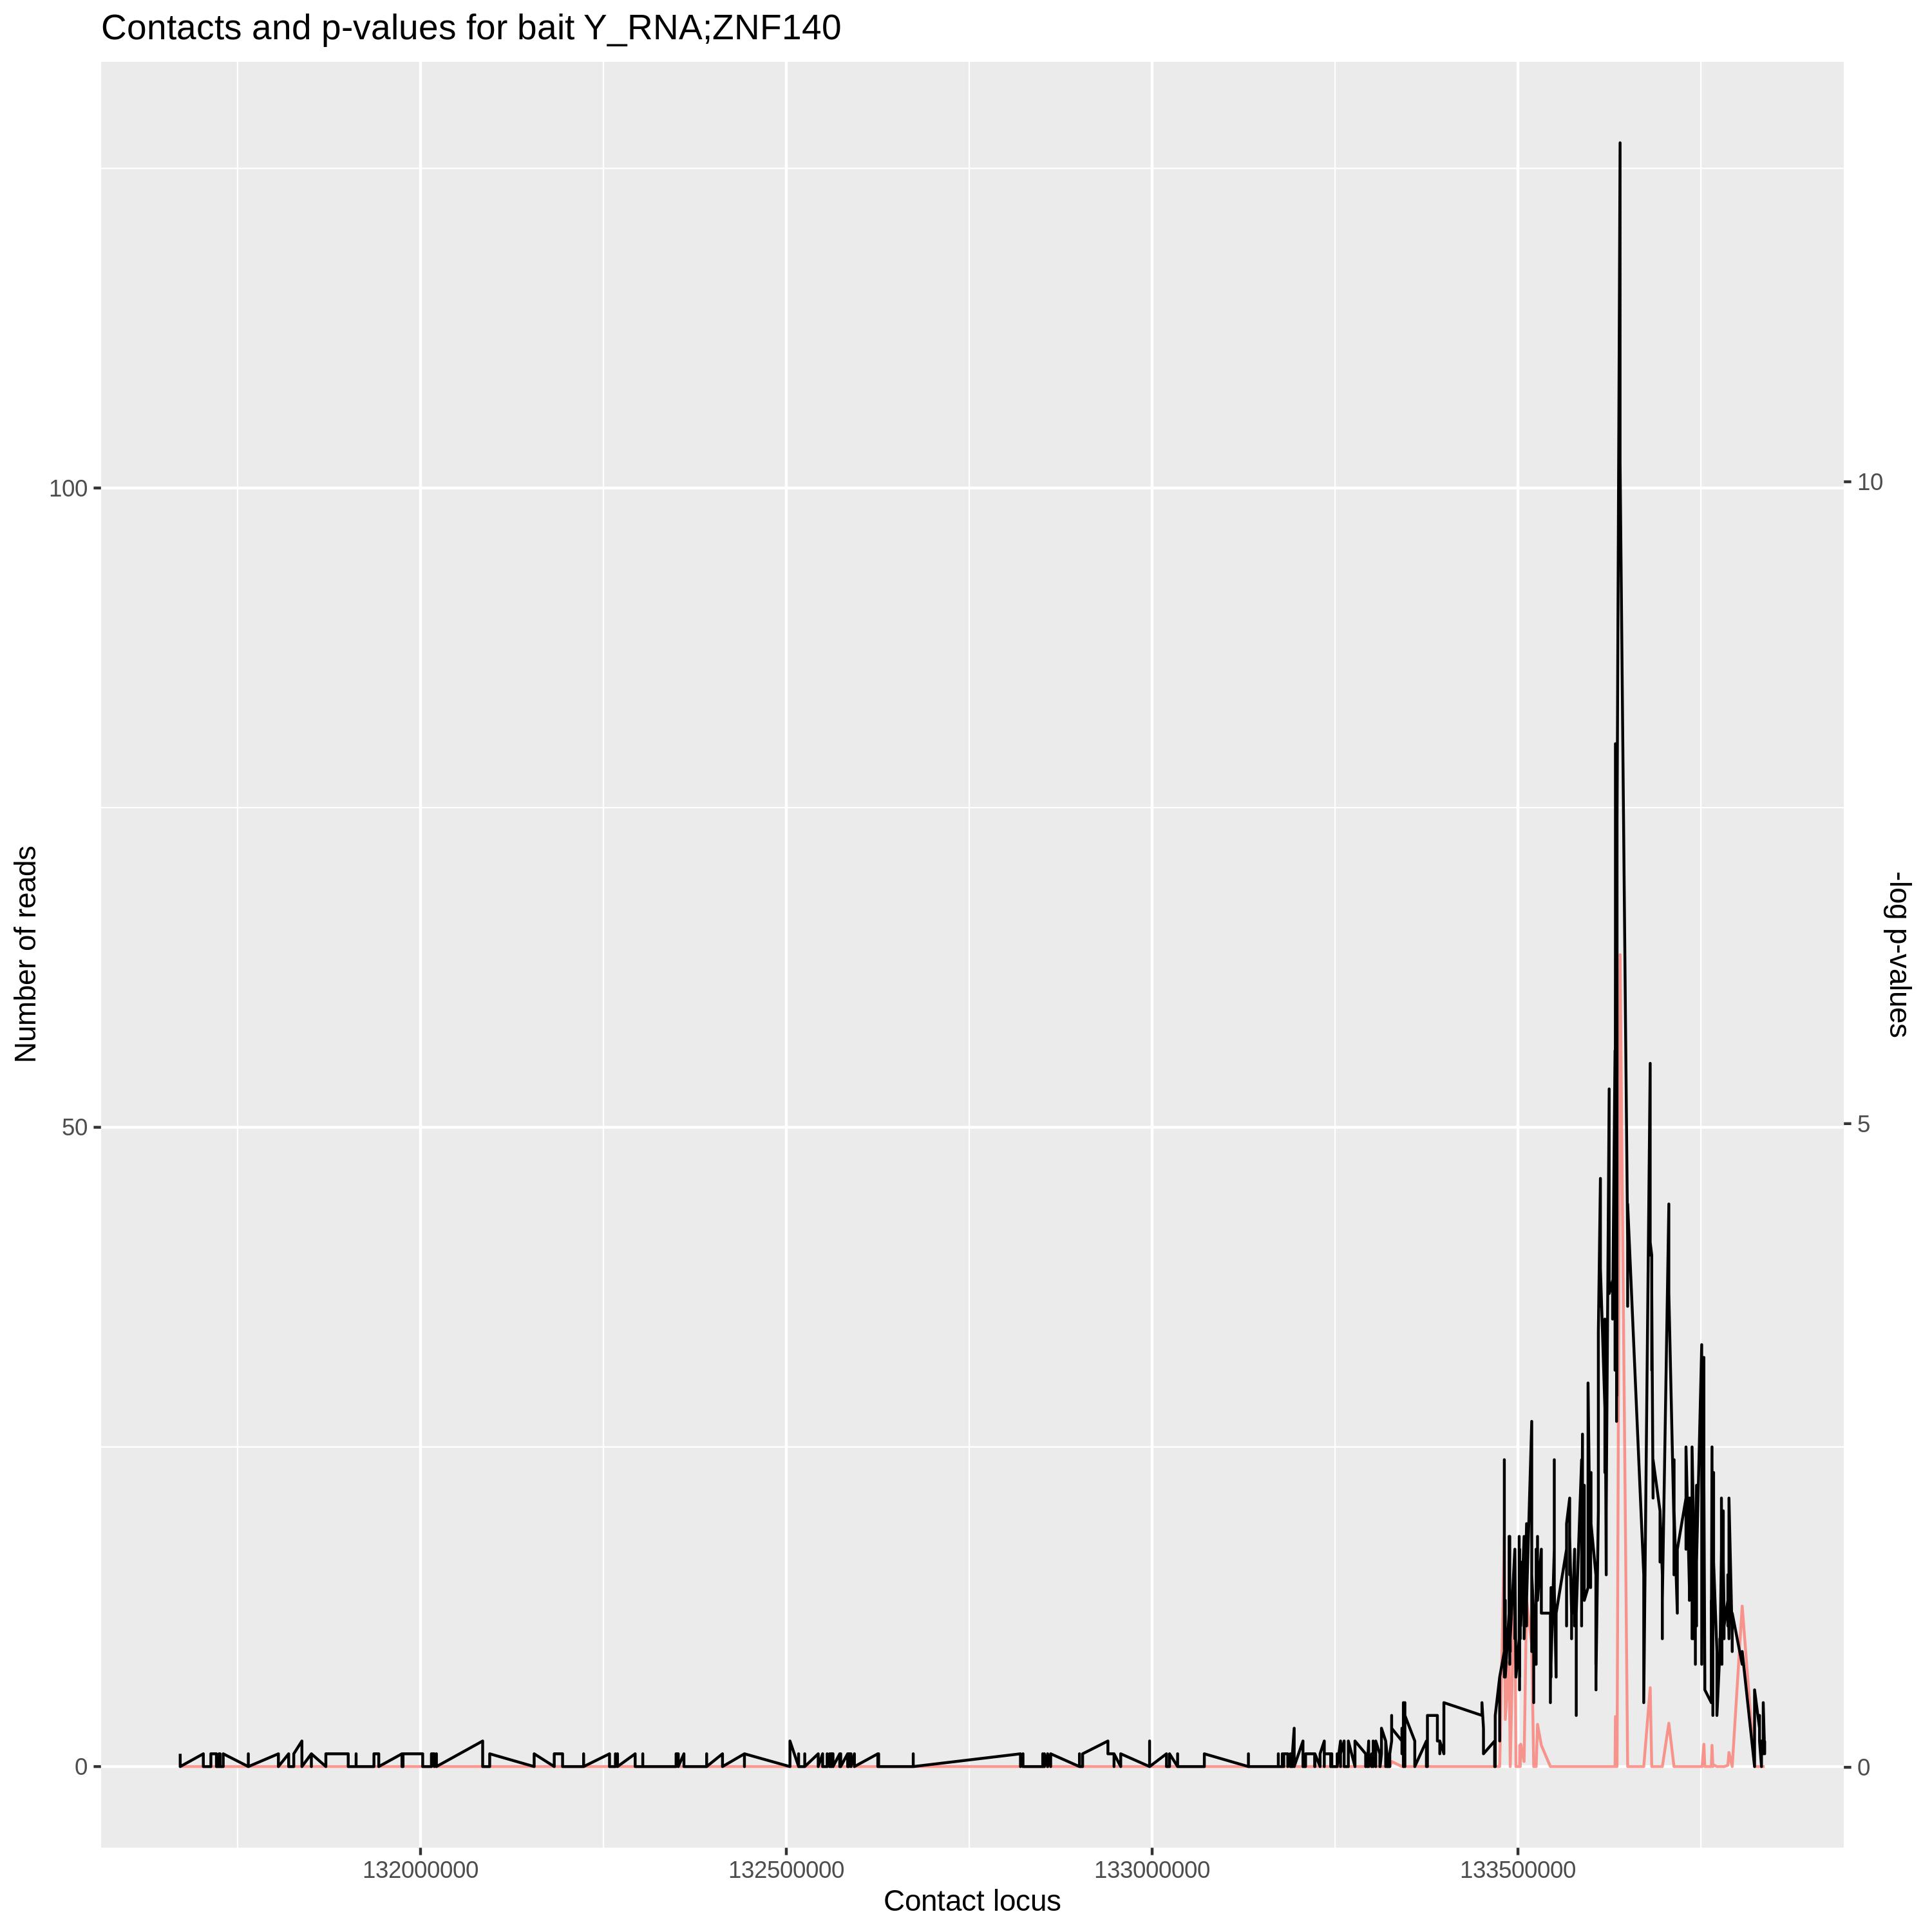 Contacts and p-values for bait Y_RNA;ZNF140
Number of reads
100
50
0
10
5
0
-log p-values
132000000
132500000
133000000
133500000
Contact locus